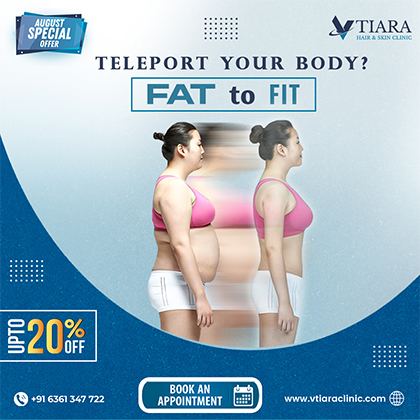 AUGUST
SPECIAL
OFFER
VTIARA
HAIR & SKIN CLINIC
TELEPORT YOUR BODY?
FAT to FIT
UPTO
20%
OFF
BOOK AN
APPOINTMENT
+91 6361 347 722
www.vtiaraclinic.com